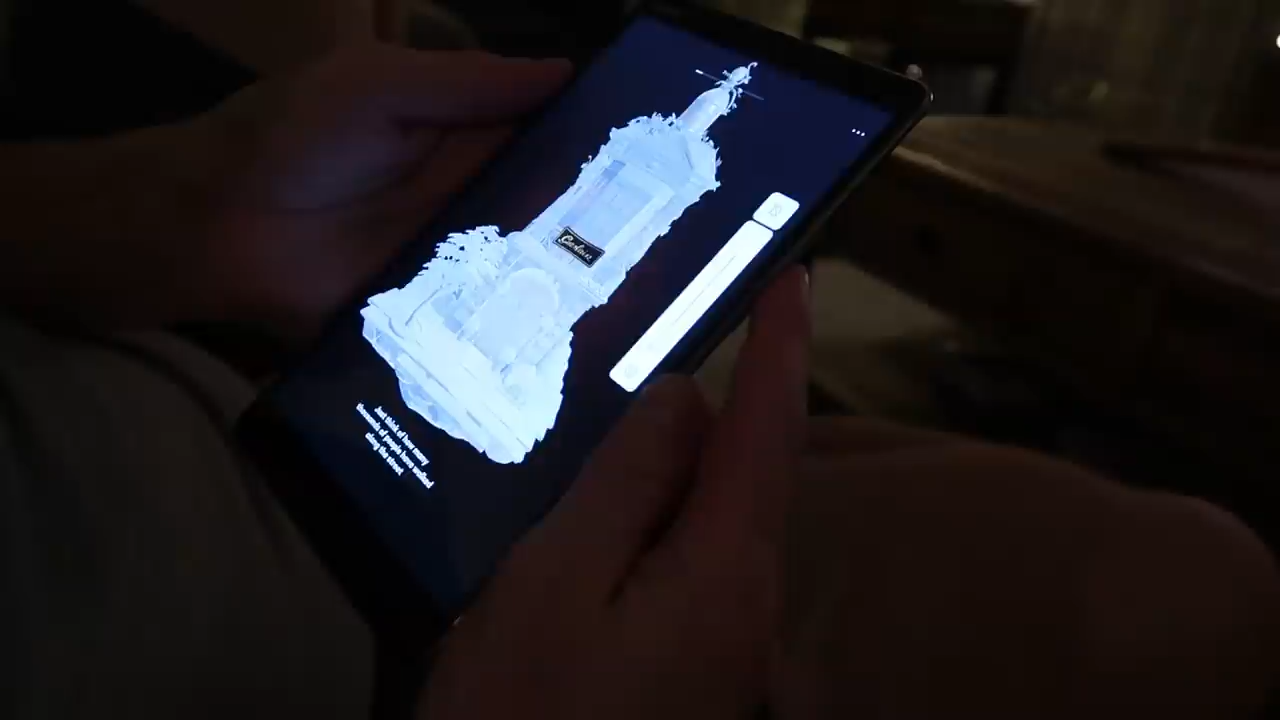 Just think of how many
thousands of people have walked
along the street